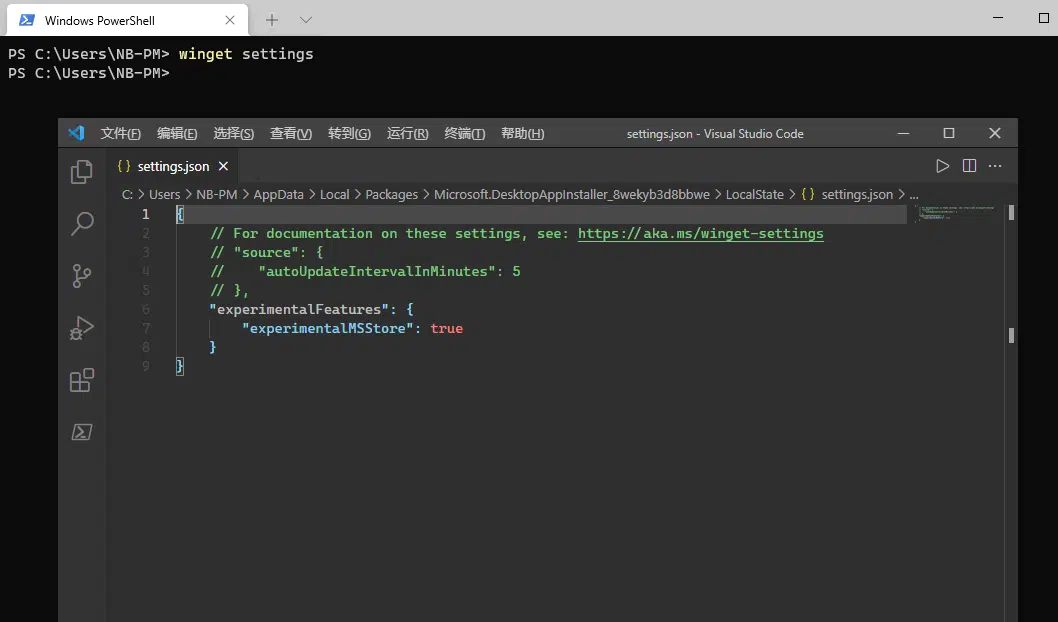 Windows PowerShell
PS C:\Users\NB-PM> winget settings
PS C:\Users\NB-PM>
文件(F) 编辑(E) 选择(S) 查看(V) 转到(G) 运行(R) 终端(T) 帮助(H) settings.json - Visual Studio Code
{} settings.json
C: > Users > NB-PM > AppData > Local > Packages > Microsoft.DesktopAppInstaller_8wekyb3d8bbwe > LocalState > {} settings.json > ...
1 {
2 // For documentation on these settings, see: https://aka.ms/winget-settings
3 // "source": {
4 //    "autoUpdateIntervalInMinutes": 5
5 // },
6 "experimentalFeatures": {
7 "experimentalMSStore": true
8 }
9 }